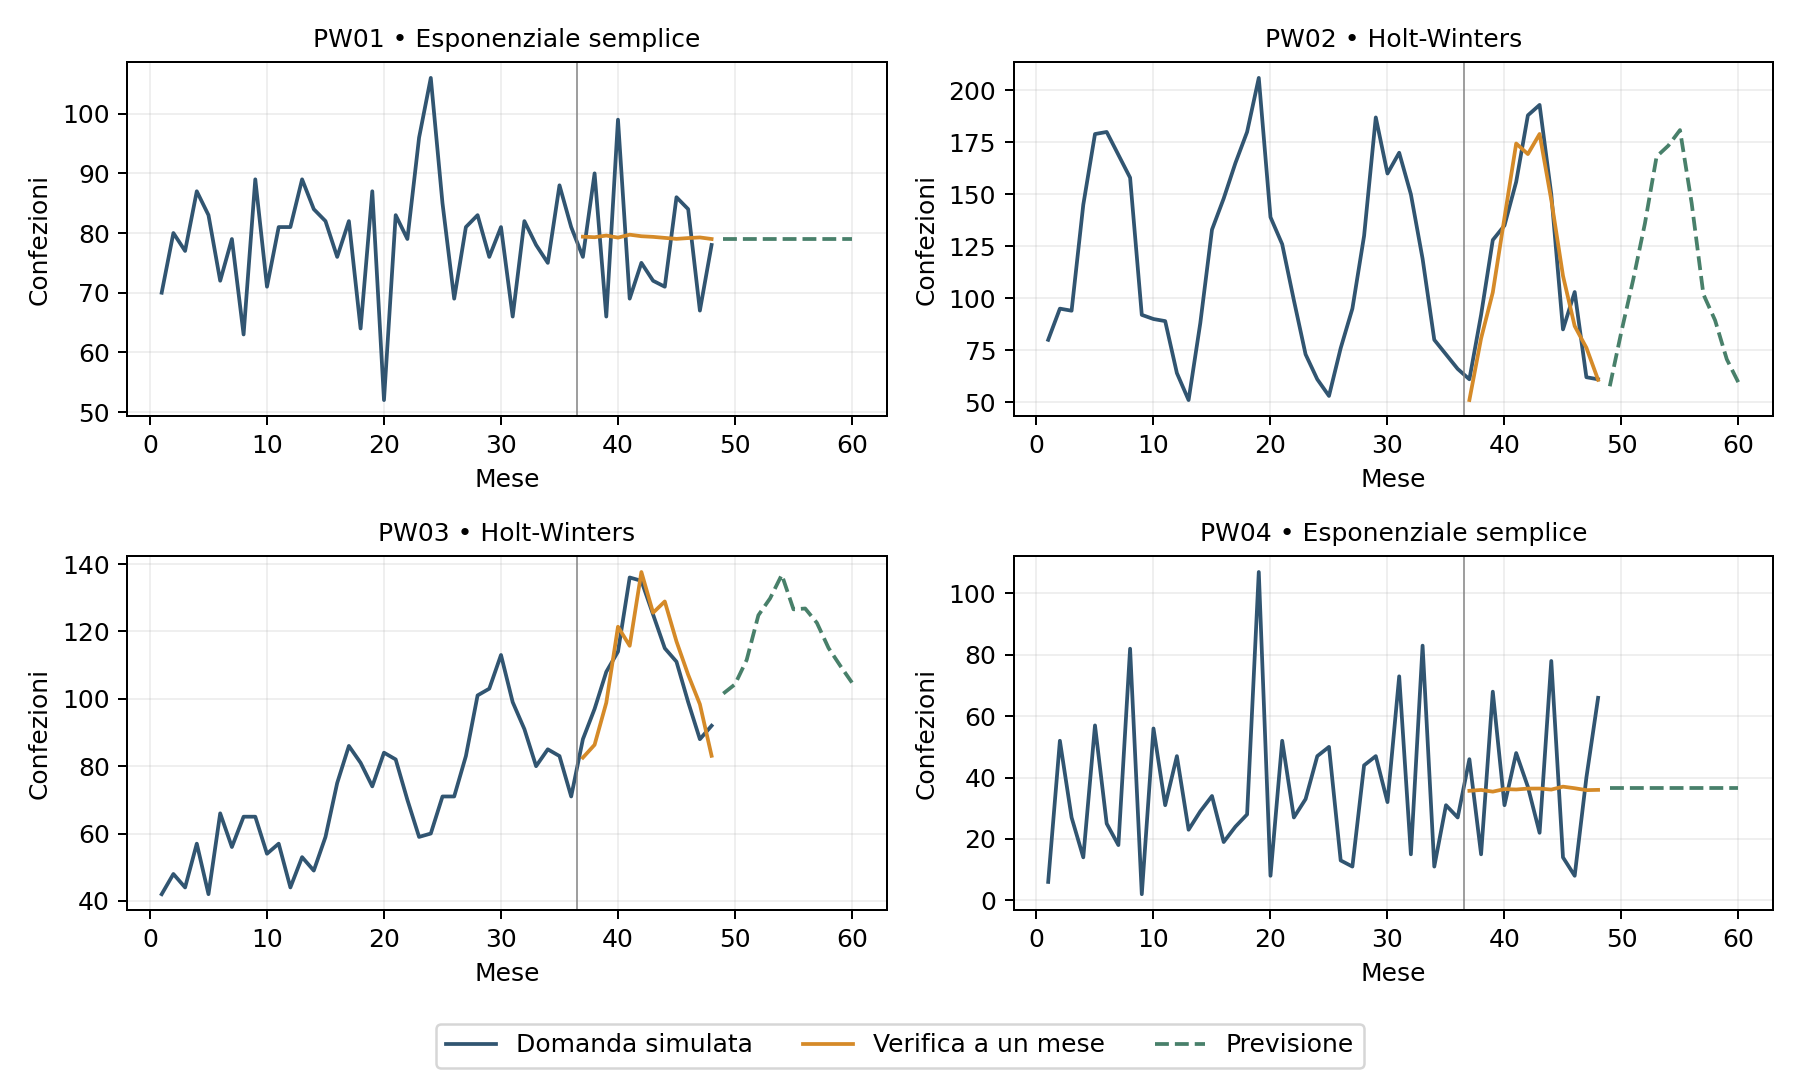 PW01 • Esponenziale semplice
100
90
80
70
60
50
Confezioni
0 10 20 30 40 50 60
Mese
PW02 • Holt-Winters
200
175
150
125
100
75
50
Confezioni
0 10 20 30 40 50 60
Mese
PW03 • Holt-Winters
140
120
100
80
60
40
Confezioni
0 10 20 30 40 50 60
Mese
PW04 • Esponenziale semplice
100
80
60
40
20
0
Confezioni
0 10 20 30 40 50 60
Mese
Domanda simulata Verifica a un mese Previsione